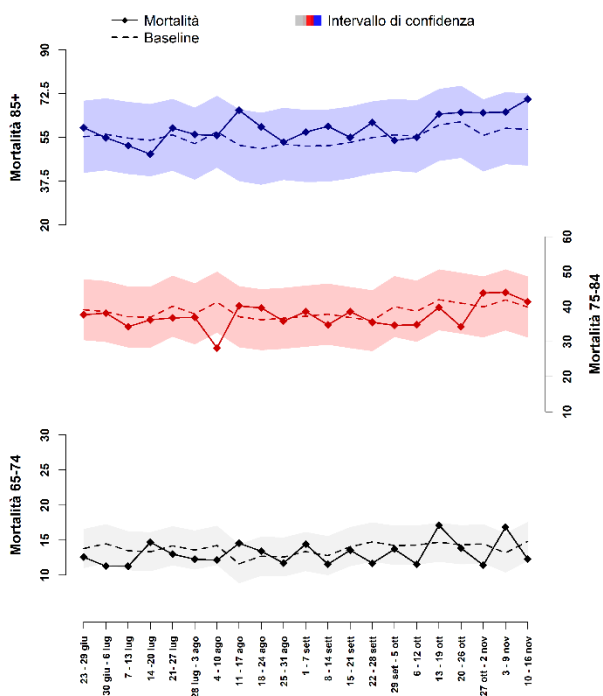 Mortalità
Baseline
Intervallo di confidenza
Mortalità 85+
90
72.5
55
37.5
20
Mortalità 75-84
60
50
40
30
20
10
Mortalità 65-74
30
25
20
15
10
23 - 29 giu
30 giu - 6 lug
7 - 13 lug
14 - 20 lug
21 - 27 lug
28 lug - 3 ago
4 - 10 ago
11 - 17 ago
18 - 24 ago
25 - 31 ago
1 - 7 sett
8 - 14 sett
15 - 21 sett
22 - 28 sett
29 set - 5 ott
6 - 12 ott
13 - 19 ott
20 - 26 ott
27 ott - 2 nov
3 - 9 nov
10 - 16 nov